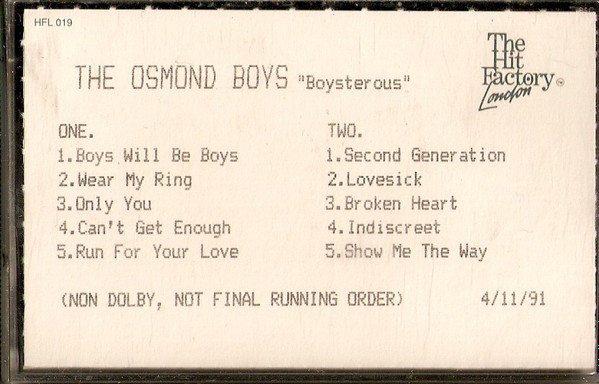 HFL 019
The
Hit
Factory
London
THE OSMOND BOYS "Boysterous"
ONE.
1.Boys Will Be Boys
2.Wear My Ring
3.Only You
4.Can't Get Enough
5.Run For Your Love
TWO.
1.Second Generation
2.Lovesick
3.Broken Heart
4.Indiscreet
5.Show Me The Way
(NON DOLBY, NOT FINAL RUNNING ORDER) 4/11/91